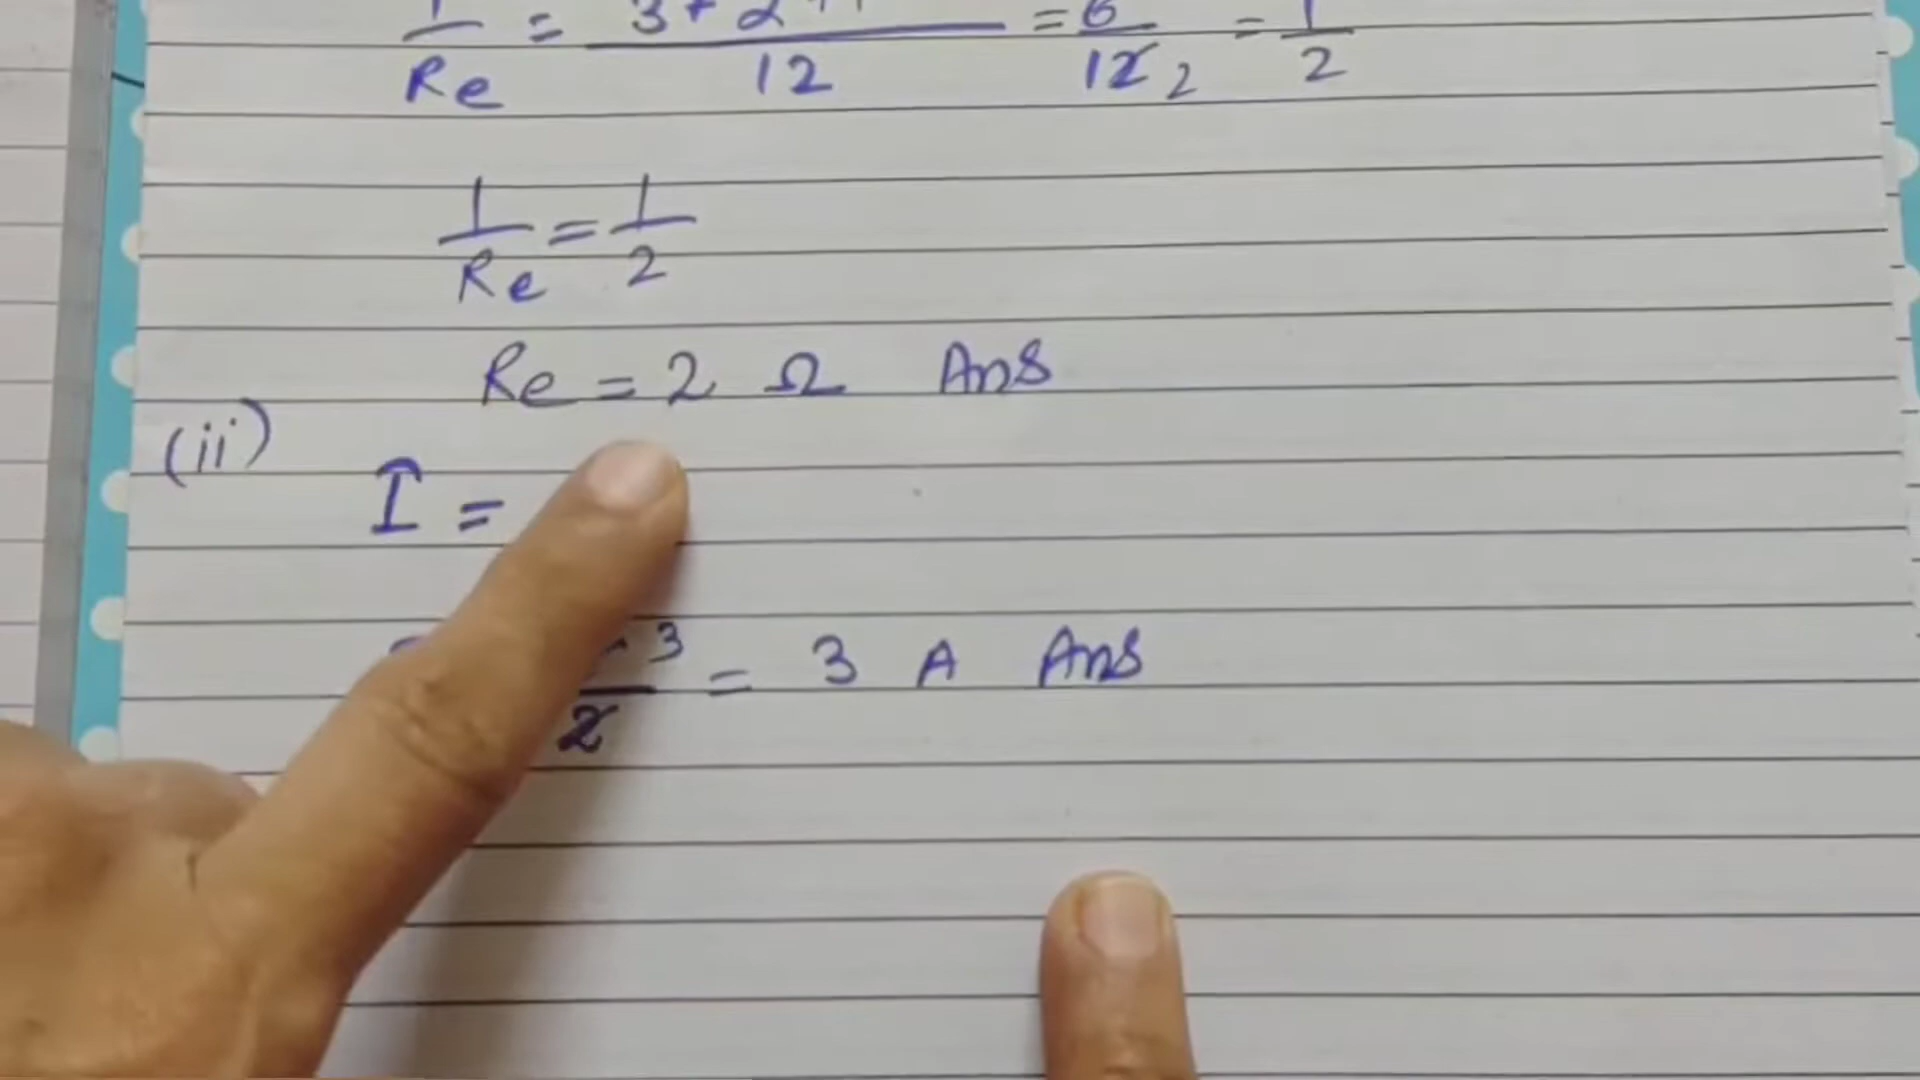 1/Re = 3+2+1/12 = 6/12 2 = 1/2
1/Re = 1/2
Re = 2 Ω Ans
(ii)
I =
3/2 = 3 A Ans